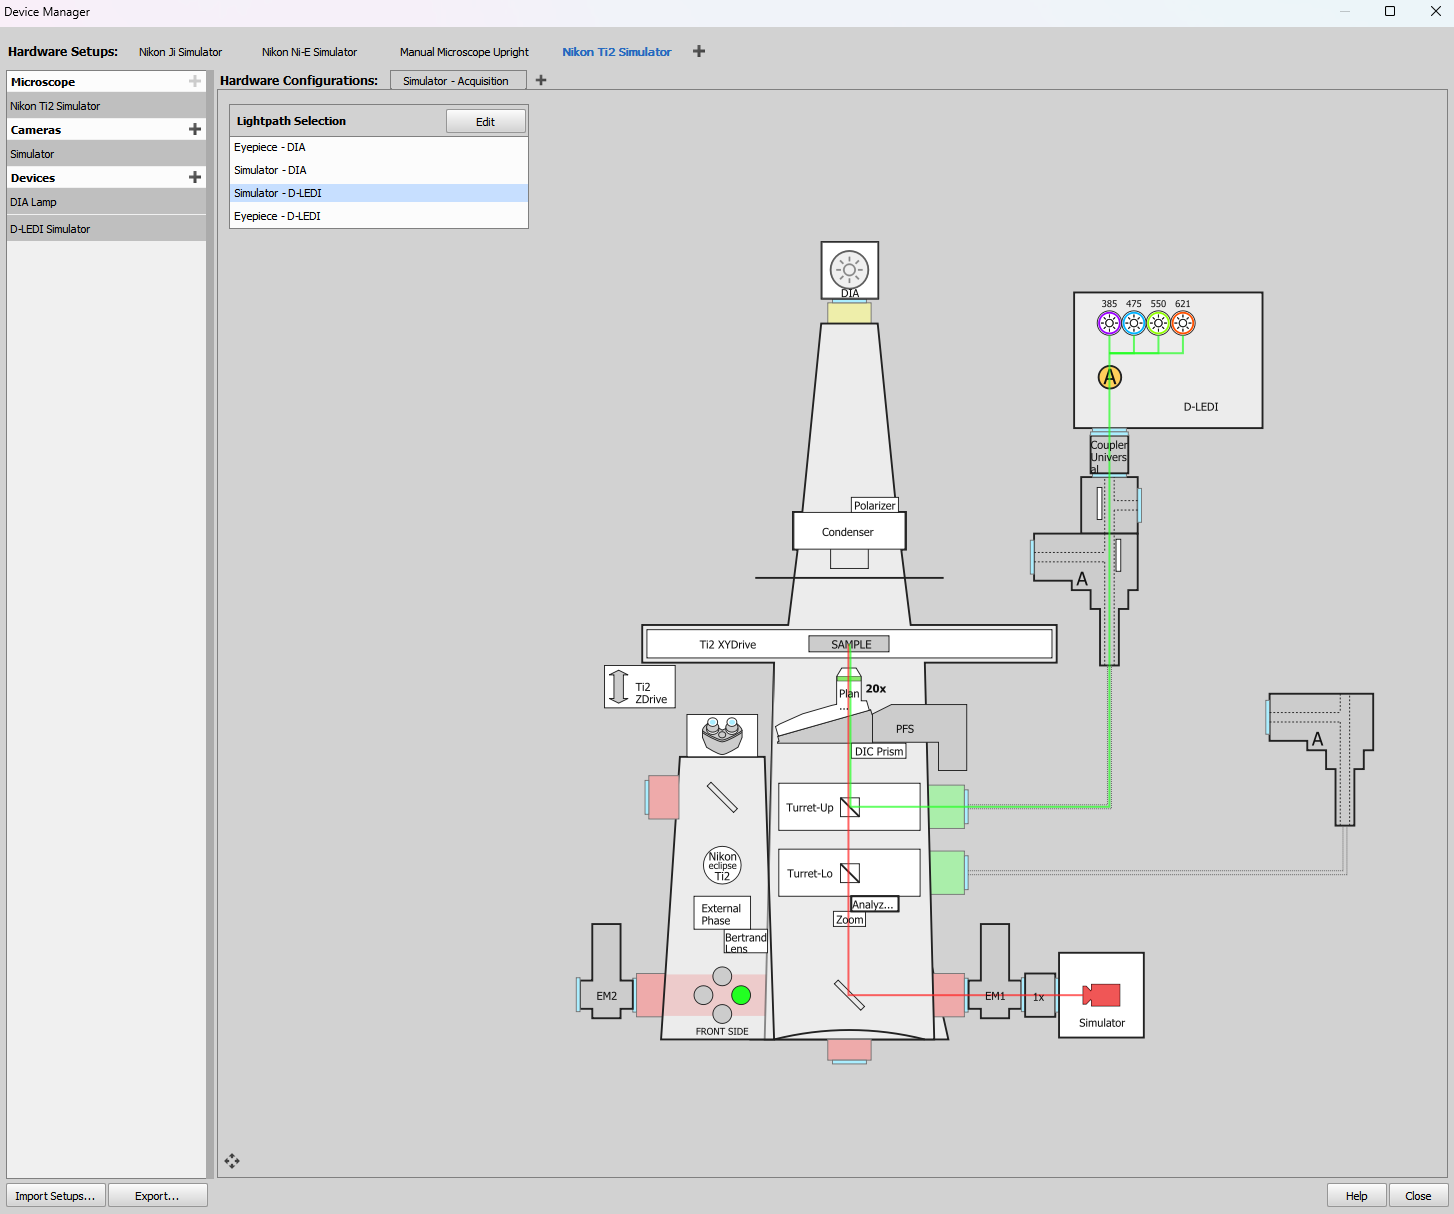 Device Manager
Hardware Setups:
Nikon Ji Simulator
Nikon Ni-E Simulator
Manual Microscope Upright
Nikon Ti2 Simulator
Microscope
Nikon Ti2 Simulator
Cameras
Simulator
Devices
DIA Lamp
D-LEDI Simulator
Hardware Configurations:
Simulator - Acquisition
Lightpath Selection
Edit
Eyepiece - DIA
Simulator - DIA
Simulator - D-LEDI
Eyepiece - D-LEDI
DIA
385 475 550 621
A
D-LEDI
Coupler
Univers
al
A
Polarizer
Condenser
Ti2 XYDrive
SAMPLE
Ti2
ZDrive
Plan
...
20x
PFS
DIC Prism
A
Turret-Up
Turret-Lo
Nikon
eclipse
Ti2
Analyz...
Zoom
External
Phase
Bertrand
Lens
EM2
FRONT SIDE
EM1
1x
Simulator
Import Setups...
Export...
Help
Close